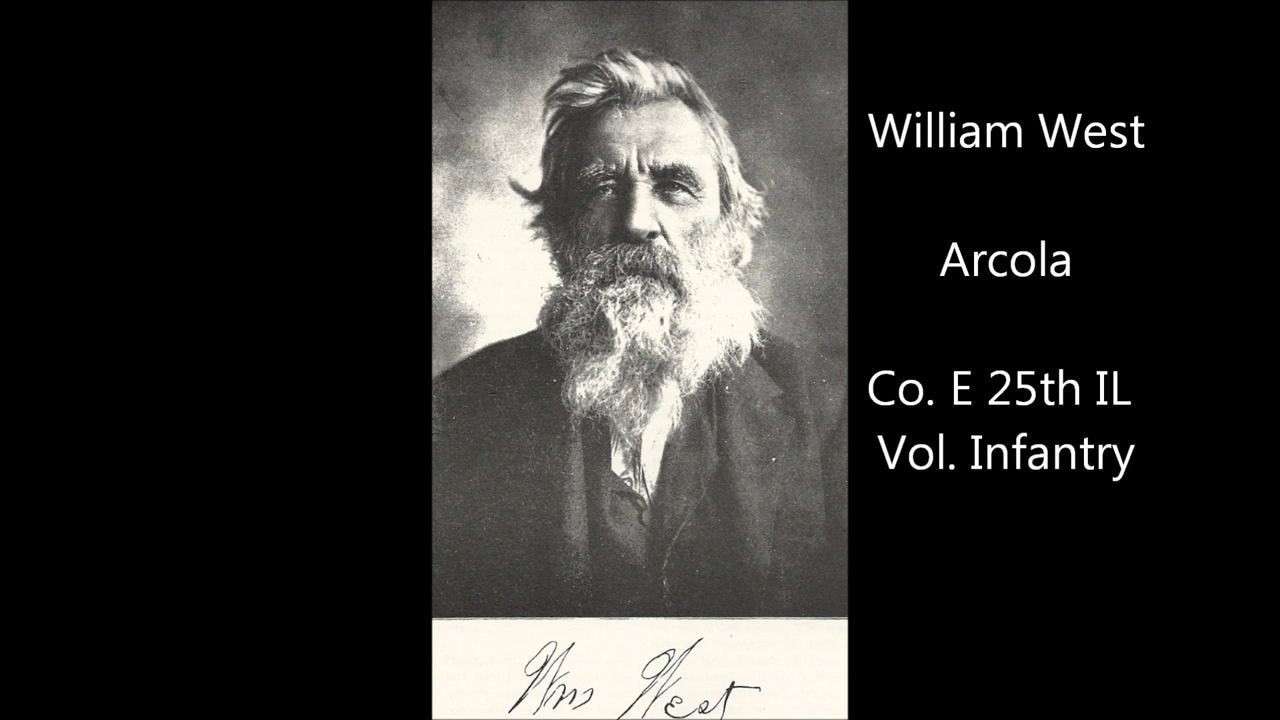 William West
Arcola
Co. E 25th IL
Vol. Infantry
Wm West